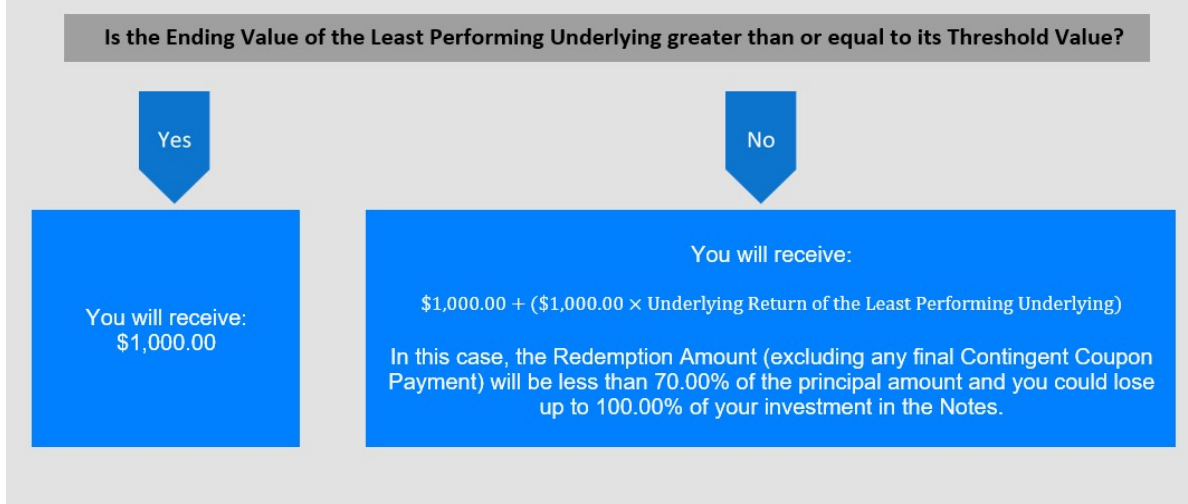 Is the Ending Value of the Least Performing Underlying greater than or equal to its Threshold Value?
Yes
No
You will receive:
$1,000.00
You will receive:
$1,000.00 + ($1,000.00 × Underlying Return of the Least Performing Underlying)
In this case, the Redemption Amount (excluding any final Contingent Coupon
Payment) will be less than 70.00% of the principal amount and you could lose
up to 100.00% of your investment in the Notes.